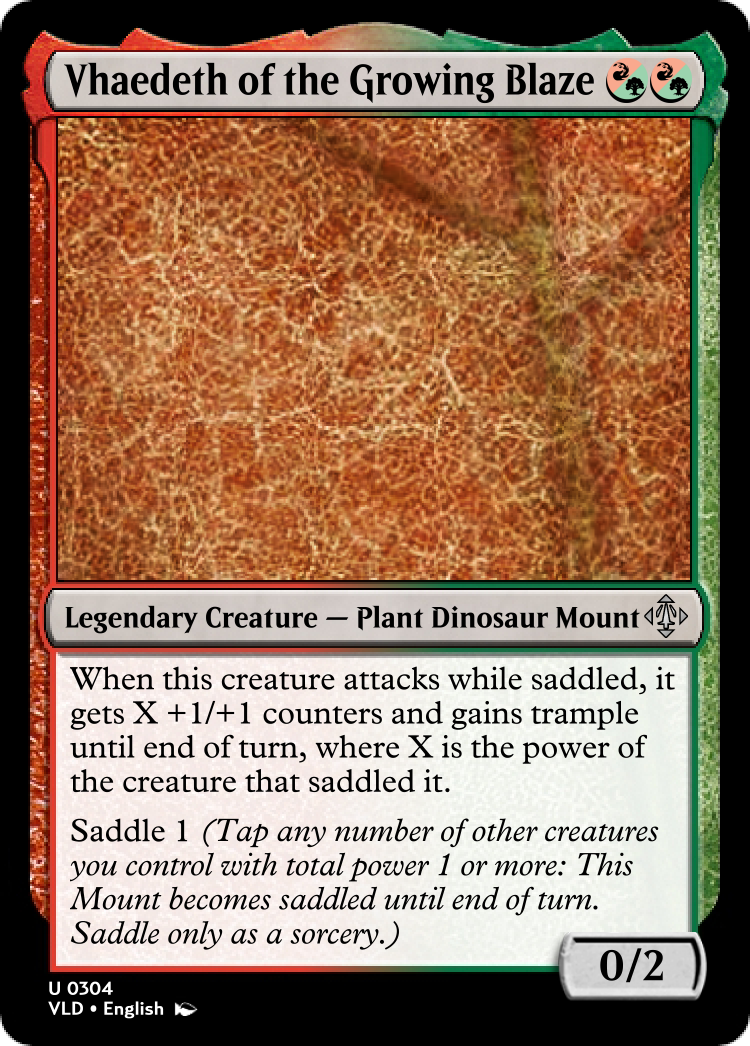 Vhaedeth of the Growing Blaze
Legendary Creature — Plant Dinosaur Mount
When this creature attacks while saddled, it
gets X +1/+1 counters and gains trample
until end of turn, where X is the power of
the creature that saddled it.
Saddle 1 (Tap any number of other creatures
you control with total power 1 or more: This
Mount becomes saddled until end of turn.
Saddle only as a sorcery.)
0/2
U 0304
VLD • English